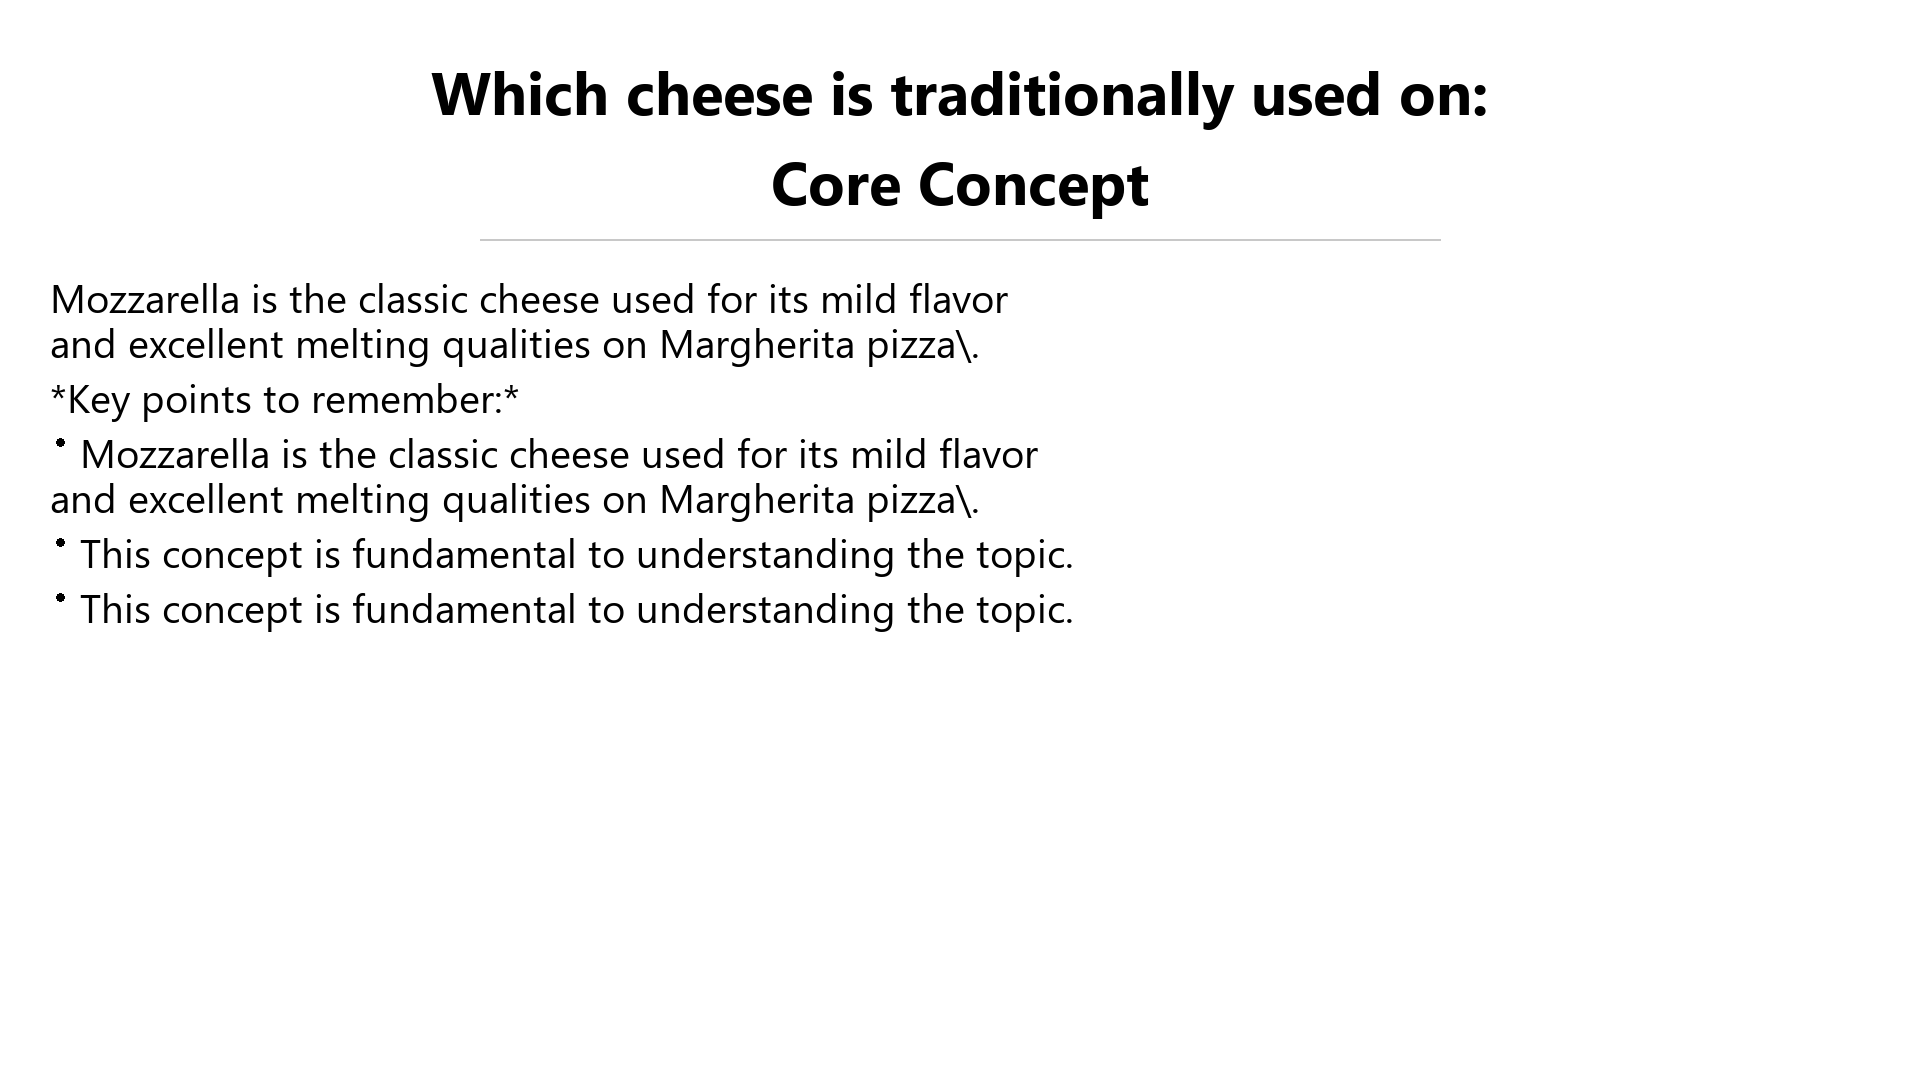 Which cheese is traditionally used on:
Core Concept
Mozzarella is the classic cheese used for its mild flavor
and excellent melting qualities on Margherita pizza\.
*Key points to remember:*
• Mozzarella is the classic cheese used for its mild flavor
and excellent melting qualities on Margherita pizza\.
• This concept is fundamental to understanding the topic.
• This concept is fundamental to understanding the topic.